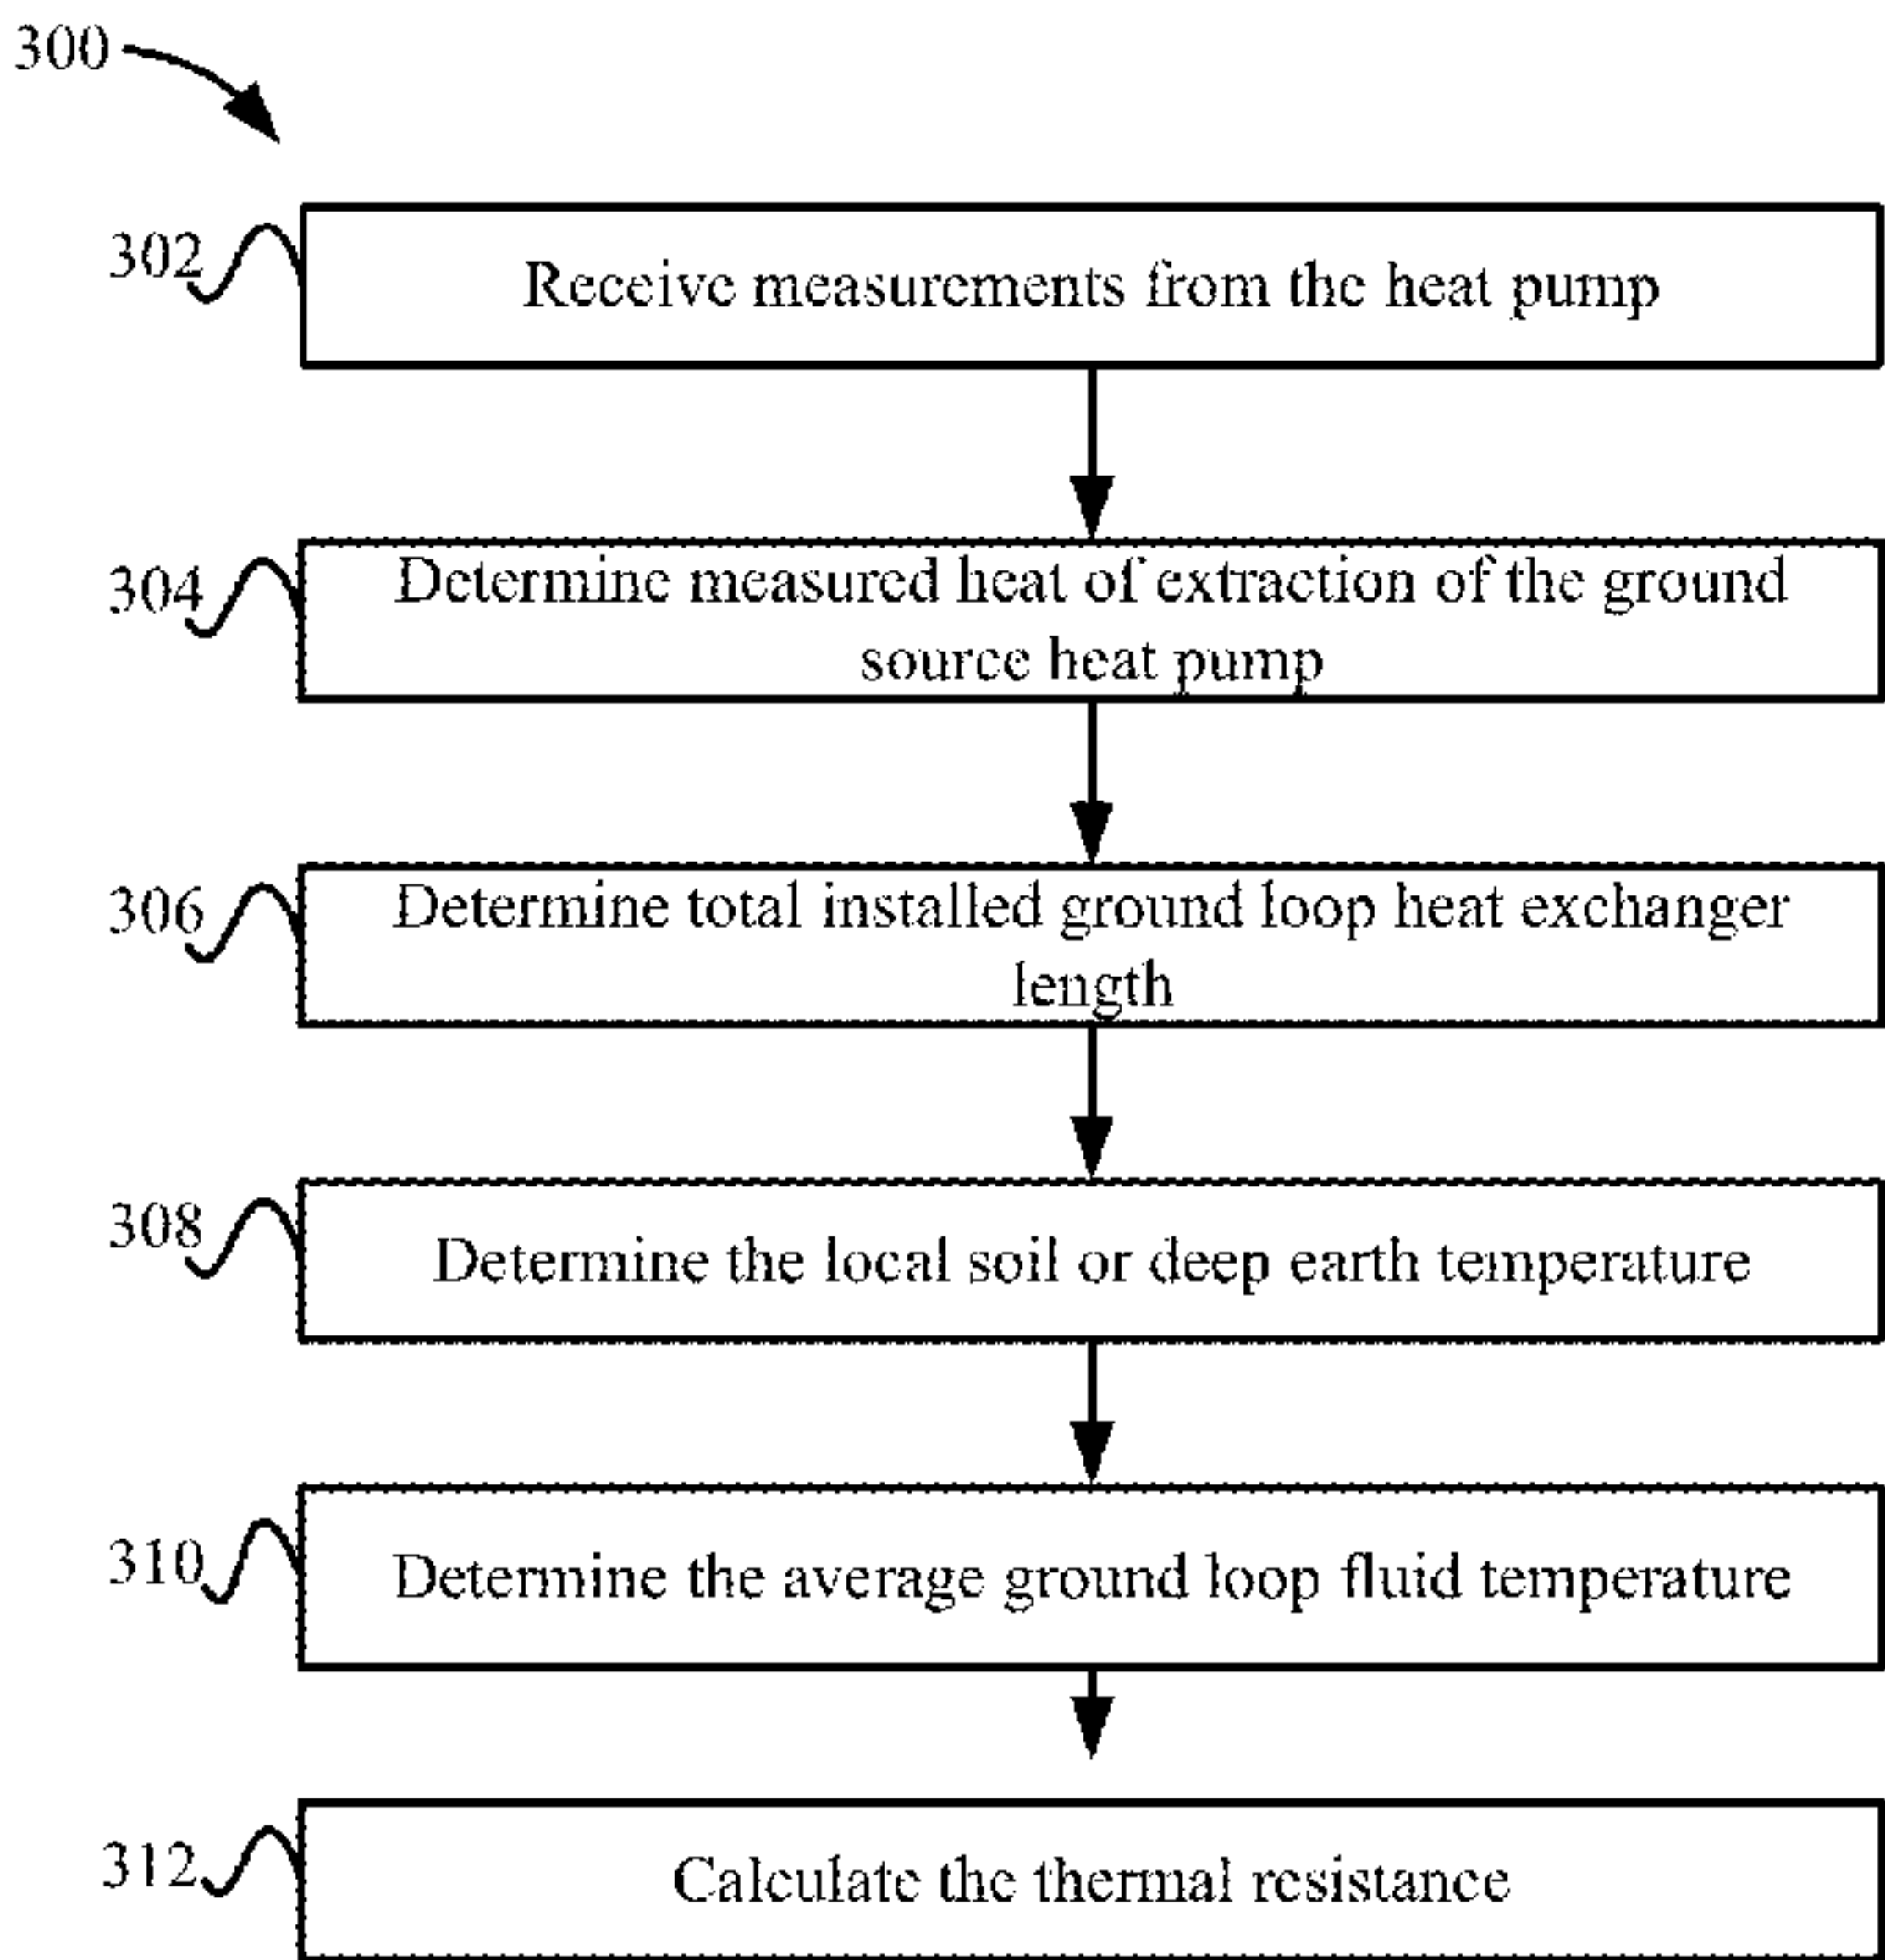 300
302
Receive measurements from the heat pump
304
Determine measured heat of extraction of the ground
source heat pump
306
Determine total installed ground loop heat exchanger
length
308
Determine the local soil or deep earth temperature
310
Determine the average ground loop fluid temperature
312
Calculate the thermal resistance